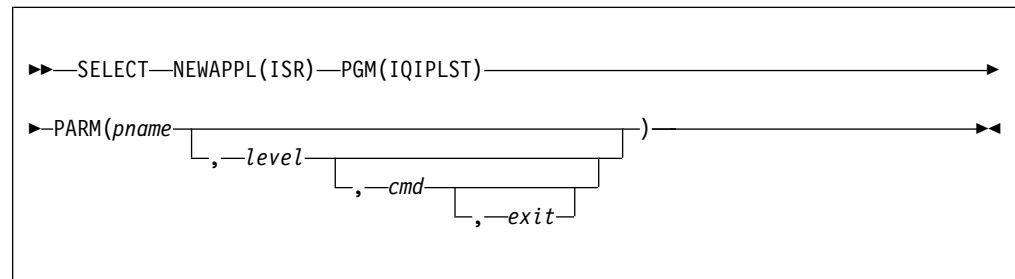 SELECT NEWAPPL(ISR) PGM(IQIPLST)
PARM(pname )
, level
, cmd
, exit